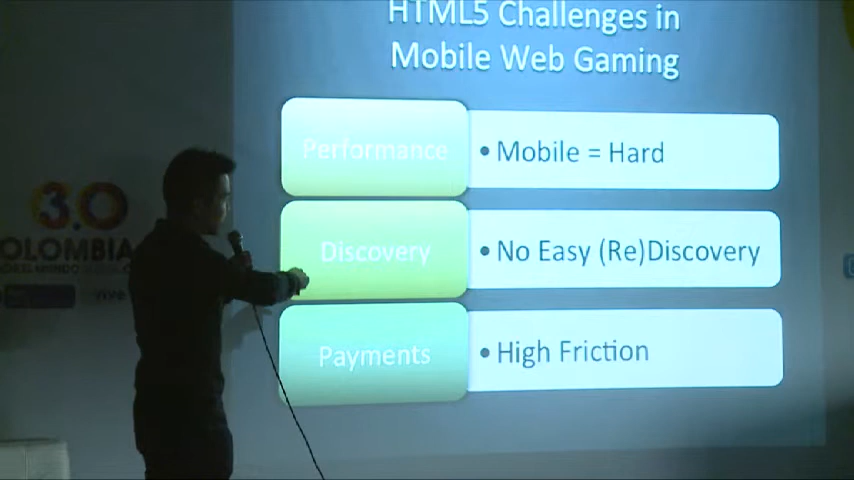 HTML5 Challenges in
Mobile Web Gaming
Performance
• Mobile = Hard
Discovery
• No Easy (Re)Discovery
Payments
• High Friction
3.0
OLOMBIA